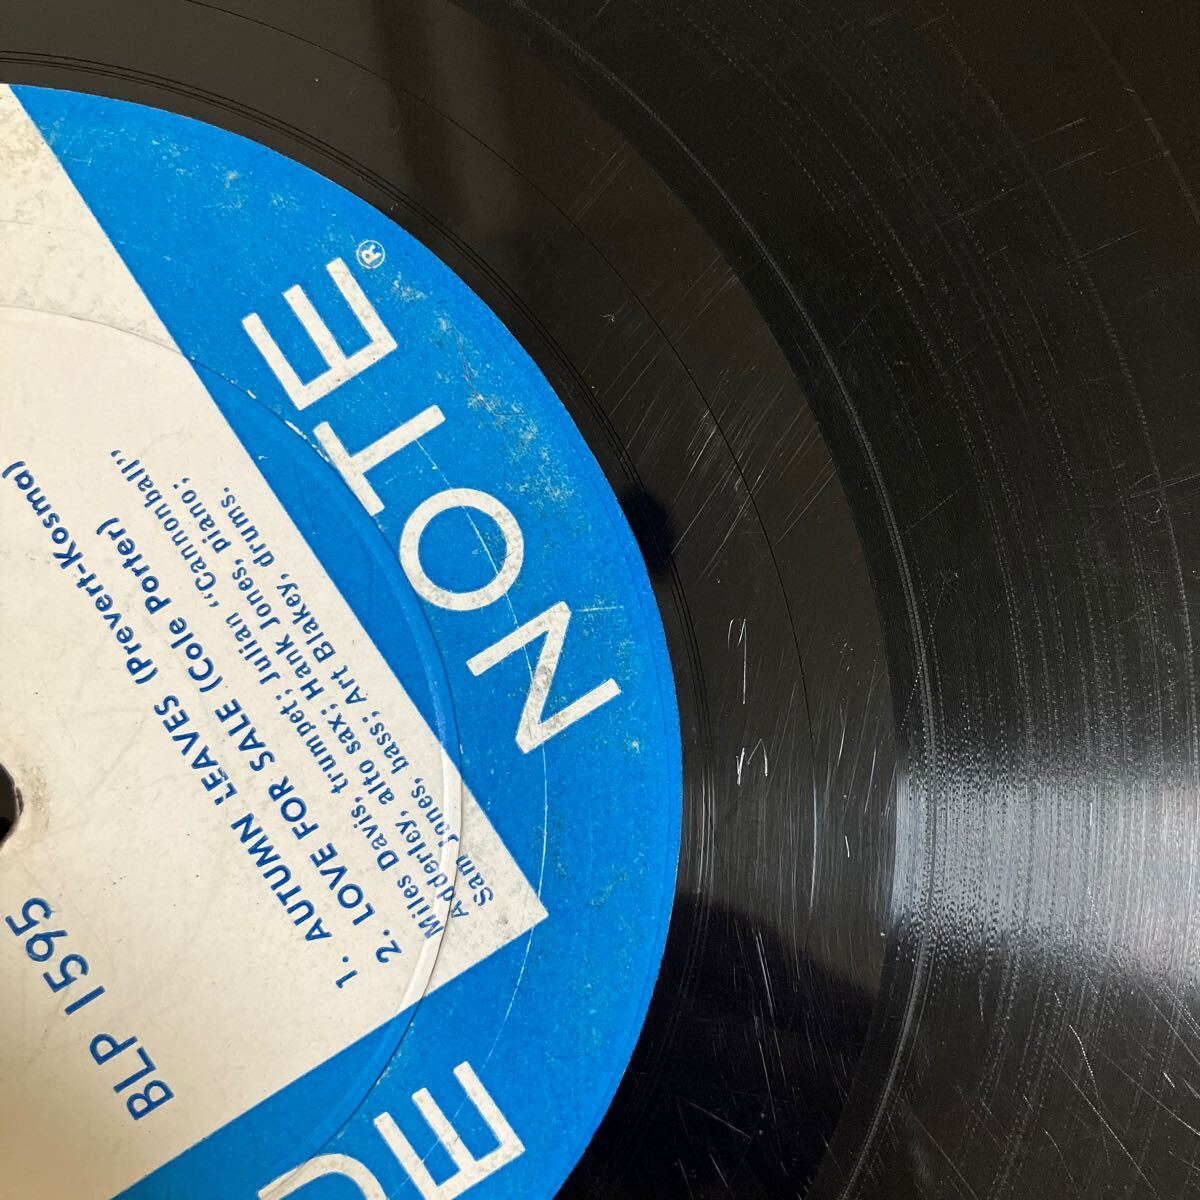 UE NOTE®
BLP 1595
1. AUTUMN LEAVES (Prevert-Kosma)
2. LOVE FOR SALE (Cole Porter)
Miles Davis, trumpet; Julian "Cannonball"
Adderley, alto sax; Hank Jones, piano;
Sam Jones, bass; Art Blakey, drums.